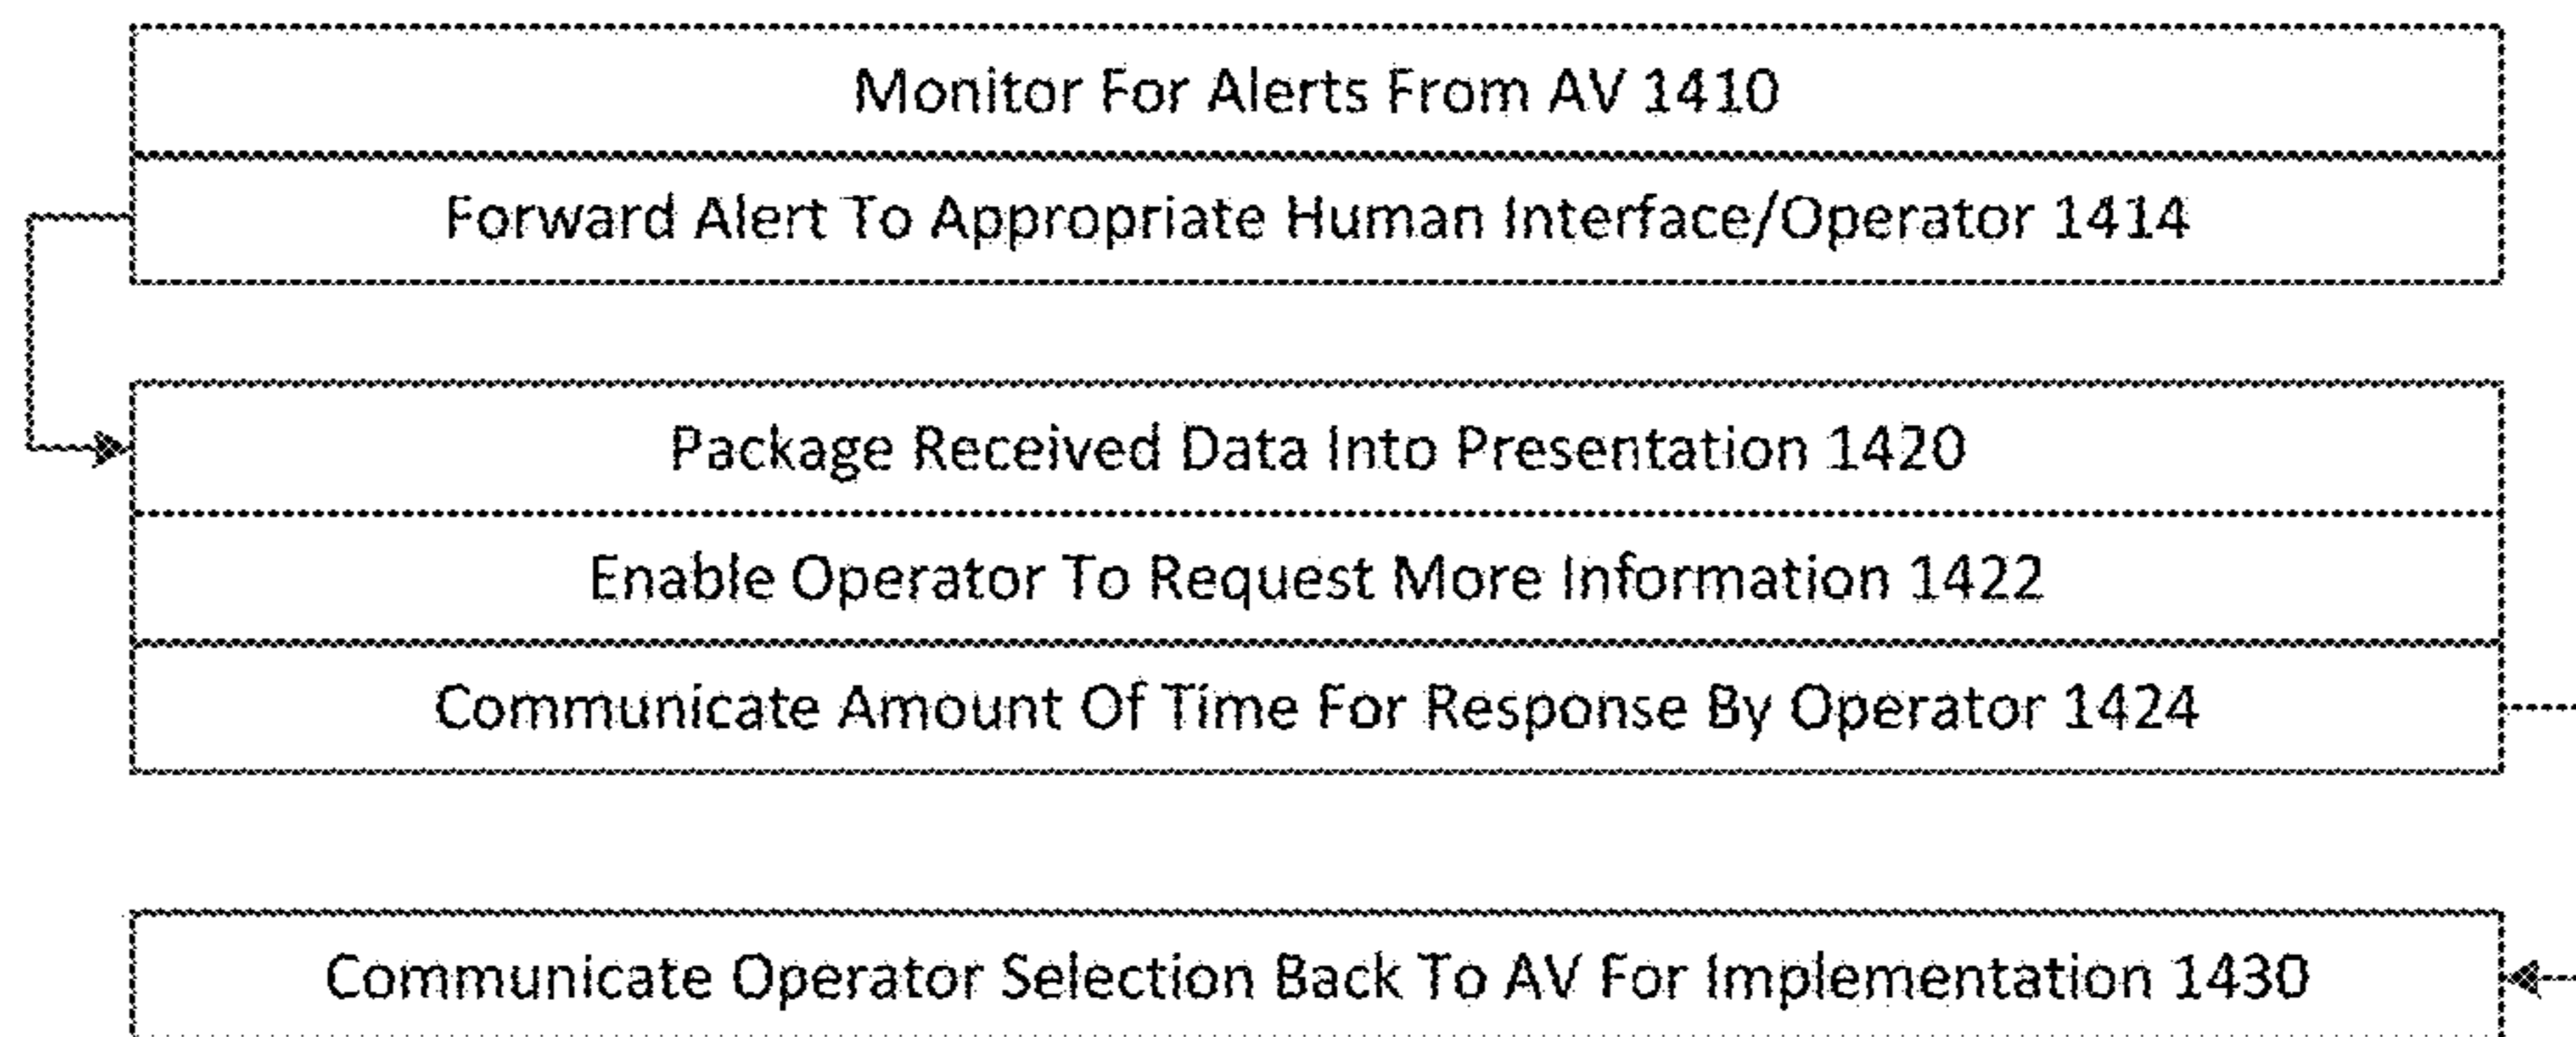 Monitor For Alerts From AV 1410
Forward Alert To Appropriate Human Interface/Operator 1414
Package Received Data Into Presentation 1420
Enable Operator To Request More Information 1422
Communicate Amount Of Time For Response By Operator 1424
Communicate Operator Selection Back To AV For Implementation 1430